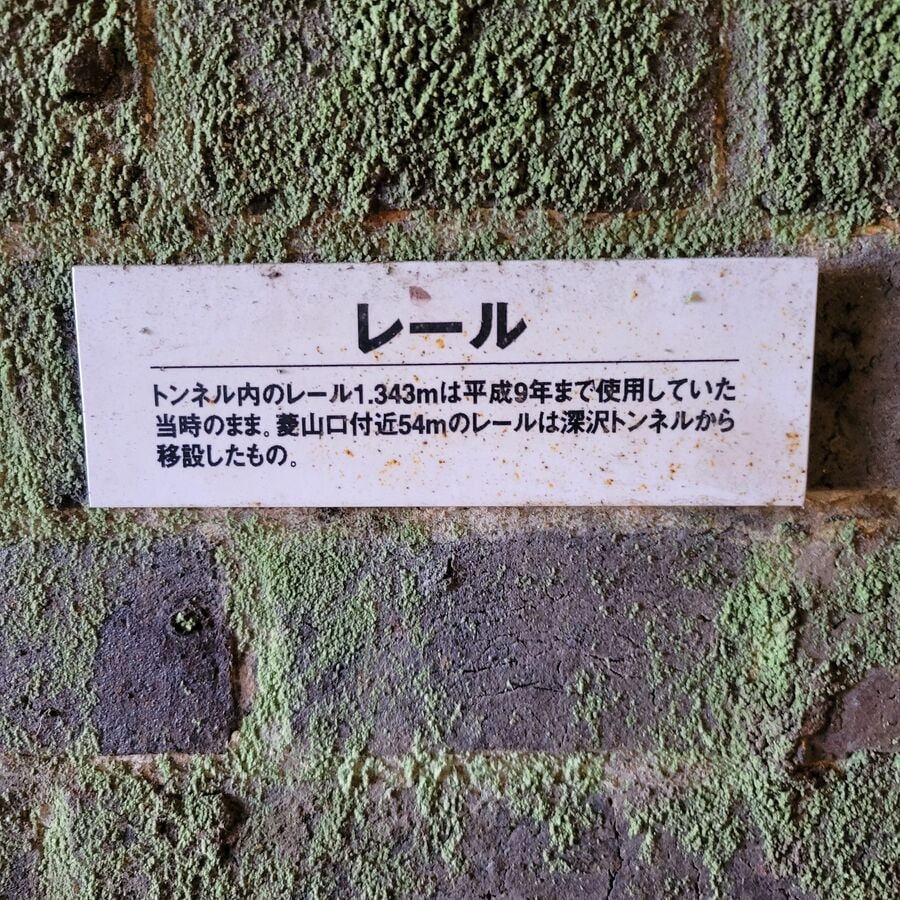 レール
トンネル内のレール1.343mは平成9年まで使用していた
当時のまま。菱山口付近54mのレールは深沢トンネルから
移設したもの。